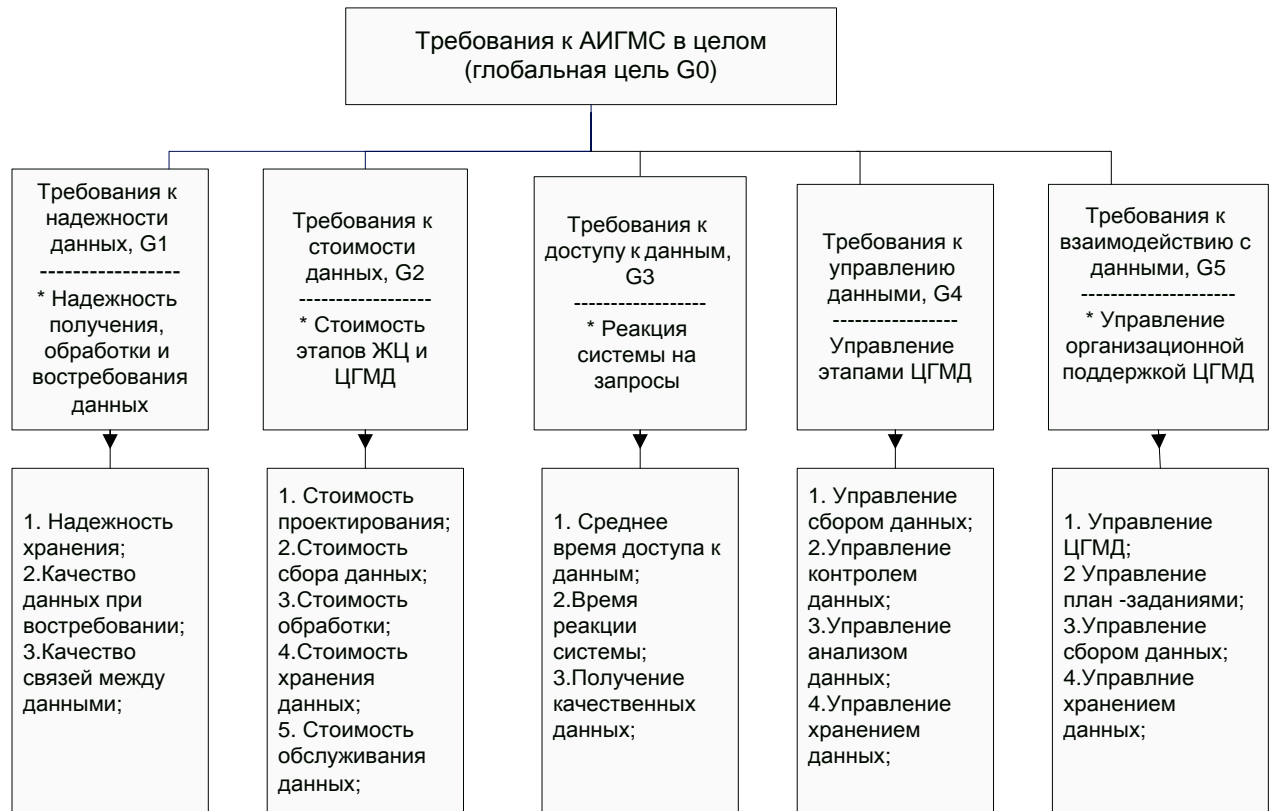 Требования к АИГМС в целом
(глобальная цель G0)
Требования к
надежности
данных, G1
-----------------
* Надежность
получения,
обработки и
востребования
данных
Требования к
стоимости
данных, G2
------------------
* Стоимость
этапов ЖЦ и
ЦГМД
Требования к
доступу к данным,
G3
------------------
* Реакция
системы на
запросы
Требования к
управлению
данными, G4
-----------------
Управление
этапами ЦГМД
Требования к
взаимодействию с
данными, G5
---------------------
* Управление
организационной
поддержкой ЦГМД
1. Надежность
хранения;
2.Качество
данных при
востребовании;
3.Качество
связей между
данными;
1. Стоимость
проектирования;
2.Стоимость
сбора данных;
3.Стоимость
обработки;
4.Стоимость
хранения
данных;
5. Стоимость
обслуживания
данных;
1. Среднее
время доступа к
данным;
2.Время
реакции
системы;
3.Получение
качественных
данных;
1. Управление
сбором данных;
2.Управление
контролем
данных;
3.Управление
анализом
данных;
4.Управление
хранением
данных;
1. Управление
ЦГМД;
2 Управление
план -заданиями;
3.Управление
сбором данных;
4.Управлние
хранением
данных;